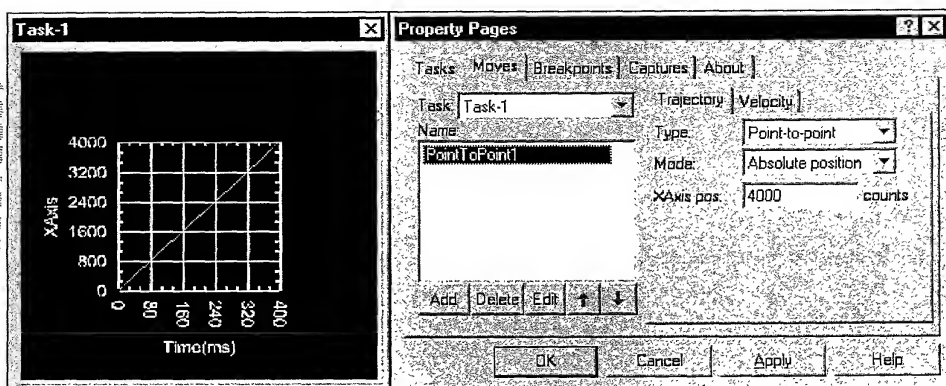 Task-1
XAxis
4000
3200
2400
1600
800
0
0 80 160 240 320 400
Time(ms)
Property Pages
Tasks Moves Breakpoints Captures About
Task: Task-1
Name:
PointToPoint1
Add Delete Edit
Trajectory Velocity
Type: Point-to-point
Mode: Absolute position
XAxis pos: 4000 counts
OK Cancel Apply Help